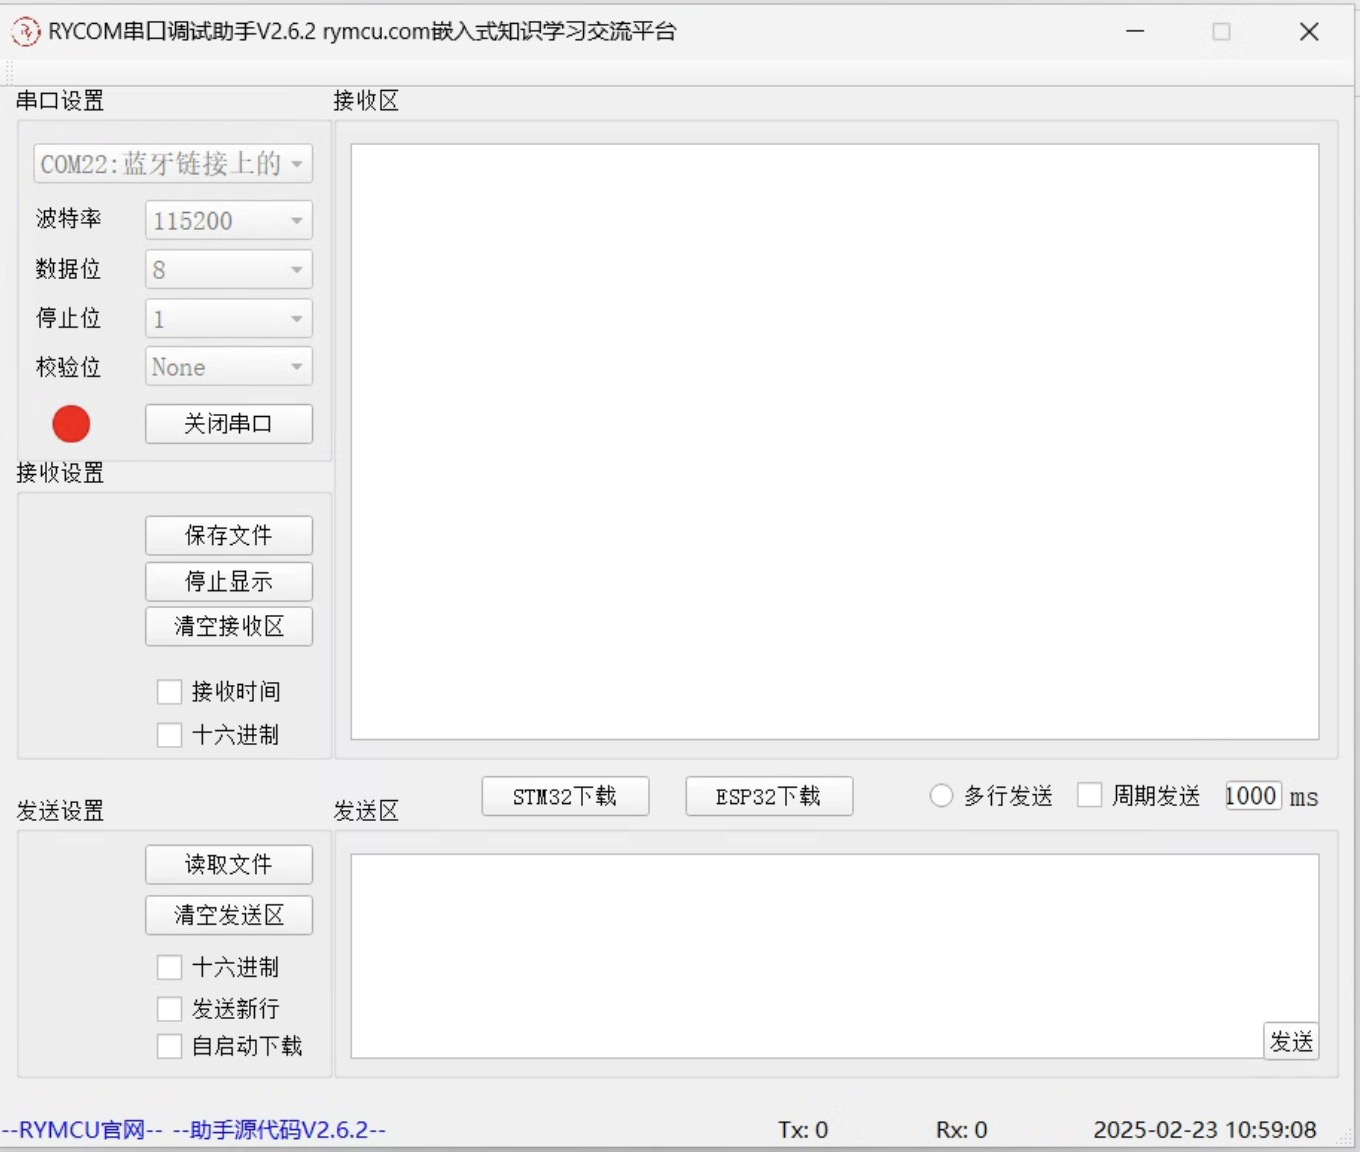 RYCOM串口调试助手V2.6.2 rymcu.com嵌入式知识学习交流平台
串口设置
COM22:蓝牙链接上的
波特率 115200
数据位 8
停止位 1
校验位 None
关闭串口
接收设置
保存文件
停止显示
清空接收区
接收时间
十六进制
接收区
STM32下载 ESP32下载 多行发送 周期发送 1000 ms
发送设置
读取文件
清空发送区
十六进制
发送新行
自启动下载
发送区
发送
--RYMCU官网-- --助手源代码V2.6.2-- Tx: 0 Rx: 0 2025-02-23 10:59:08